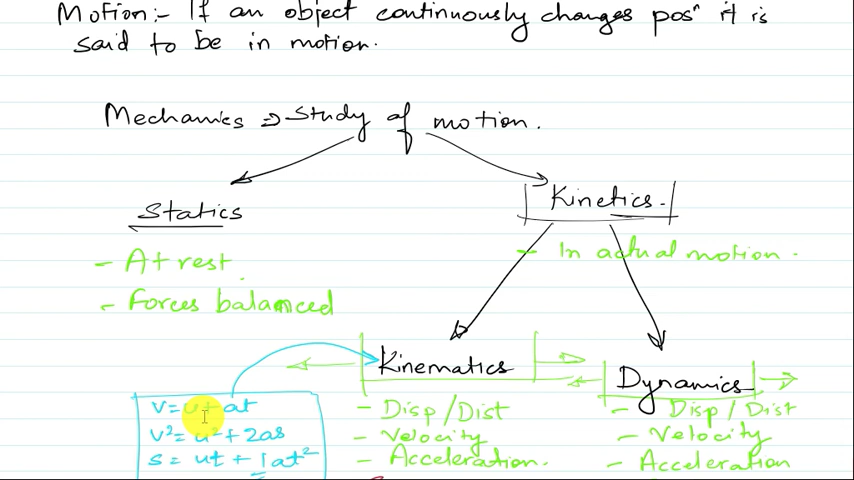 Motion:- If an object continuously changes posⁿ it is
said to be in motion.
Mechanics => Study of motion.
Statics
- At rest
- Forces balanced
Kinetics.
- In actual motion.
Kinematics
- Disp/Dist
- Velocity
- Acceleration.
Dynamics
- Disp/Dist
- Velocity
- Acceleration
v=u+at
v²=u²+2as
s=ut+1at²